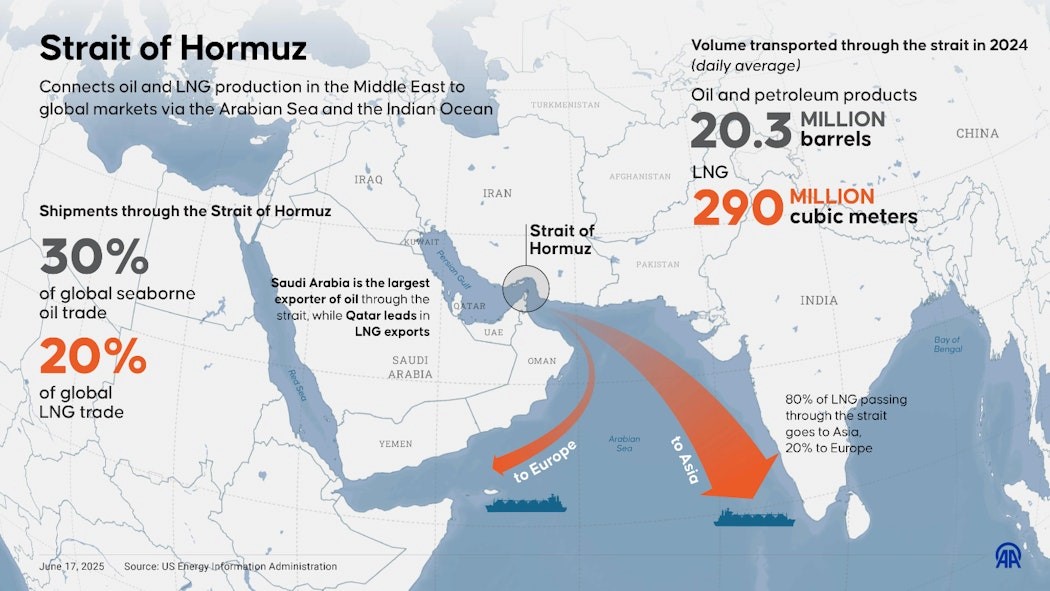 Strait of Hormuz
Connects oil and LNG production in the Middle East to
global markets via the Arabian Sea and the Indian Ocean
Volume transported through the strait in 2024
(daily average)
Oil and petroleum products
20.3 MILLION
barrels
LNG
290 MILLION
cubic meters
Shipments through the Strait of Hormuz
30%
of global seaborne
oil trade
20%
of global
LNG trade
Saudi Arabia is the largest
exporter of oil through the
strait, while Qatar leads in
LNG exports
Strait of
Hormuz
TURKMENISTAN
CHINA
IRAQ
IRAN
AFGHANISTAN
KUWAIT
Persian Gulf
PAKISTAN
QATAR
UAE
INDIA
SAUDI
ARABIA
OMAN
Bay of
Bengal
Red Sea
YEMEN
Arabian
Sea
to Europe
to Asia
80% of LNG passing
through the strait
goes to Asia,
20% to Europe
June 17, 2025
Source: US Energy Information Administration
AA